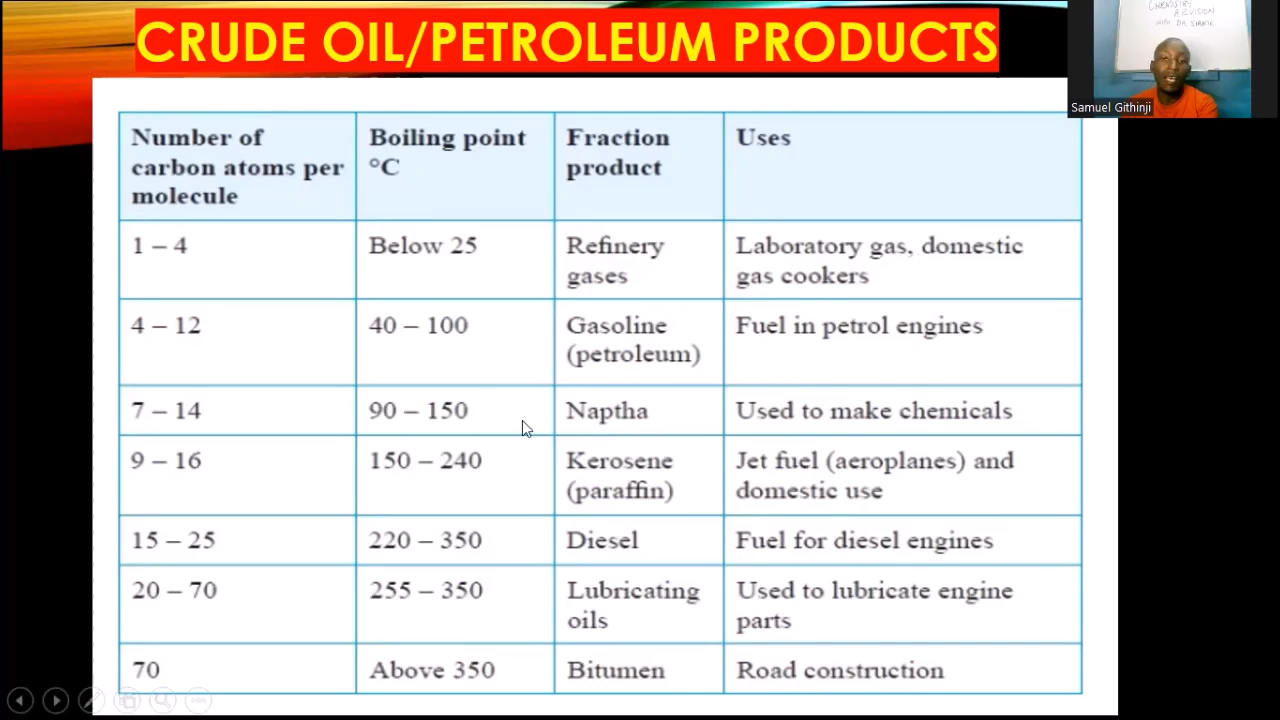 CRUDE OIL/PETROLEUM PRODUCTS
CHEMISTRY
REVISION
WITH DR
Samuel Githinji
Number of carbon atoms per molecule
Boiling point °C
Fraction product
Uses
1 – 4
Below 25
Refinery gases
Laboratory gas, domestic gas cookers
4 – 12
40 – 100
Gasoline (petroleum)
Fuel in petrol engines
7 – 14
90 – 150
Naptha
Used to make chemicals
9 – 16
150 – 240
Kerosene (paraffin)
Jet fuel (aeroplanes) and domestic use
15 – 25
220 – 350
Diesel
Fuel for diesel engines
20 – 70
255 – 350
Lubricating oils
Used to lubricate engine parts
70
Above 350
Bitumen
Road construction